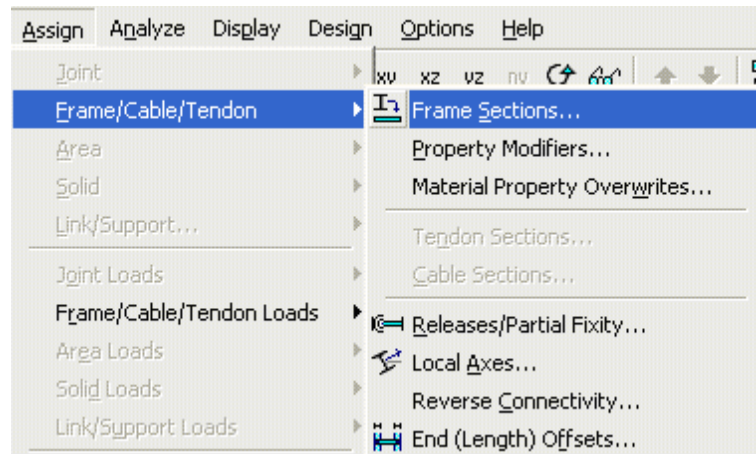 Assign Analyze Display Design Options Help
Joint
xy xz yz nv
Frame/Cable/Tendon
Frame Sections...
Area
Property Modifiers...
Solid
Material Property Overwrites...
Link/Support...
Tendon Sections...
Joint Loads
Cable Sections...
Frame/Cable/Tendon Loads
Releases/Partial Fixity...
Area Loads
Local Axes...
Solid Loads
Reverse Connectivity...
Link/Support Loads
End (Length) Offsets...